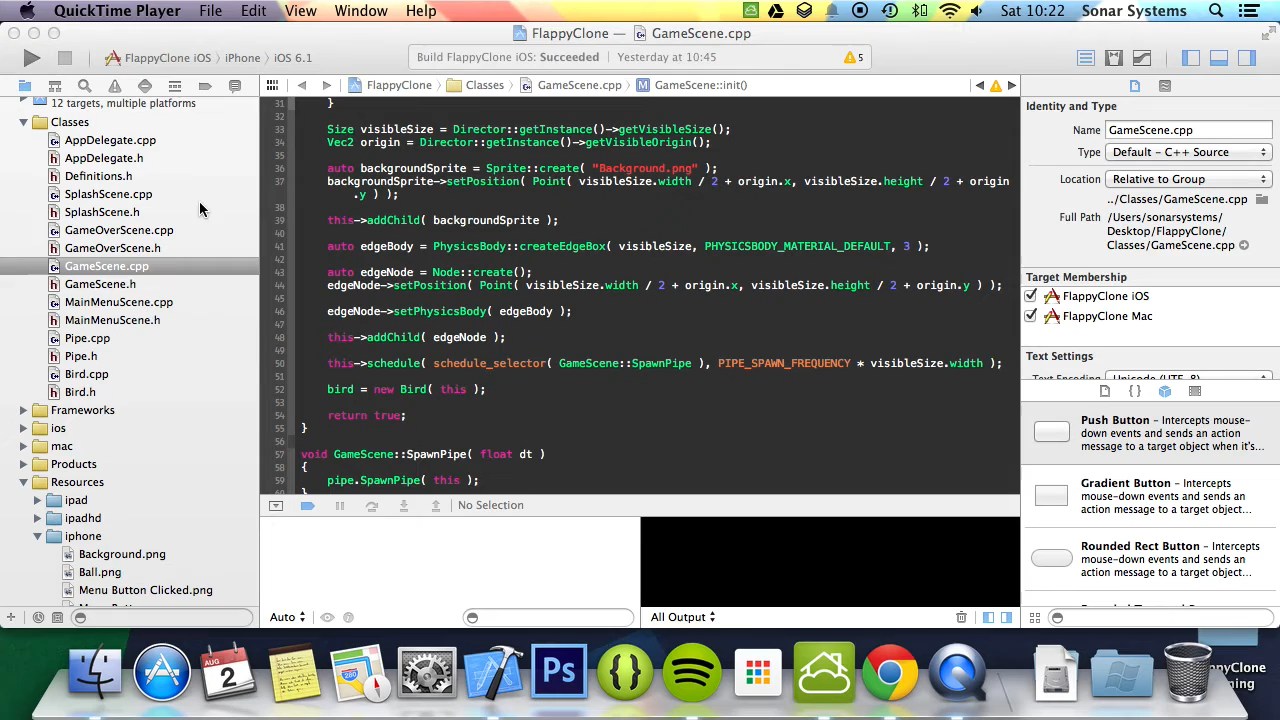 QuickTime Player File Edit View Window Help Sat 10:22 Sonar Systems
FlappyClone — GameScene.cpp
FlappyClone iOS iPhone iOS 6.1 Build FlappyClone iOS: Succeeded Yesterday at 10:45 5
FlappyClone Classes GameScene.cpp GameScene::init()
12 targets, multiple platforms
Classes
AppDelegate.cpp
AppDelegate.h
Definitions.h
SplashScene.cpp
SplashScene.h
GameOverScene.cpp
GameOverScene.h
GameScene.cpp
GameScene.h
MainMenuScene.cpp
MainMenuScene.h
Pipe.cpp
Pipe.h
Bird.cpp
Bird.h
Frameworks
ios
mac
Products
Resources
ipad
ipadhd
iphone
Background.png
Ball.png
Menu Button Clicked.png
31 }
32
33 Size visibleSize = Director::getInstance()->getVisibleSize();
34 Vec2 origin = Director::getInstance()->getVisibleOrigin();
35
36 auto backgroundSprite = Sprite::create( "Background.png" );
37 backgroundSprite->setPosition( Point( visibleSize.width / 2 + origin.x, visibleSize.height / 2 + origin
.y ) );
38
39 this->addChild( backgroundSprite );
40
41 auto edgeBody = PhysicsBody::createEdgeBox( visibleSize, PHYSICSBODY_MATERIAL_DEFAULT, 3 );
42
43 auto edgeNode = Node::create();
44 edgeNode->setPosition( Point( visibleSize.width / 2 + origin.x, visibleSize.height / 2 + origin.y ) );
45
46 edgeNode->setPhysicsBody( edgeBody );
47
48 this->addChild( edgeNode );
49
50 this->schedule( schedule_selector( GameScene::SpawnPipe ), PIPE_SPAWN_FREQUENCY * visibleSize.width );
51
52 bird = new Bird( this );
53
54 return true;
55 }
56
57 void GameScene::SpawnPipe( float dt )
58 {
59 pipe.SpawnPipe( this );
No Selection
Auto
All Output
Identity and Type
Name GameScene.cpp
Type Default - C++ Source
Location Relative to Group
../Classes/GameScene.cpp
Full Path /Users/sonarsystems/
Desktop/FlappyClone/
Classes/GameScene.cpp
Target Membership
FlappyClone iOS
FlappyClone Mac
Text Settings
Text Encoding Unicode (UTF-8)
Push Button - Intercepts
mouse-down events and sends an
action message to a target object
when it's...
Gradient Button - Intercepts
mouse-down events and sends an
action message to a target object...
Rounded Rect Button - Intercepts
mouse-down events and sends an
action message to a target object...
AUG
2
Ps